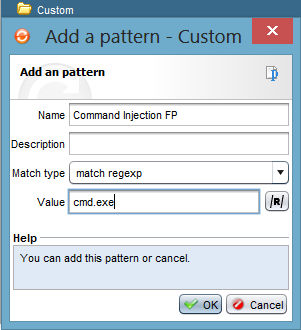 Custom
Add a pattern - Custom
Add an pattern
Name Command Injection FP
Description
Match type match regexp
Value cmd.exe /R/
Help
You can add this pattern or cancel.
OK Cancel